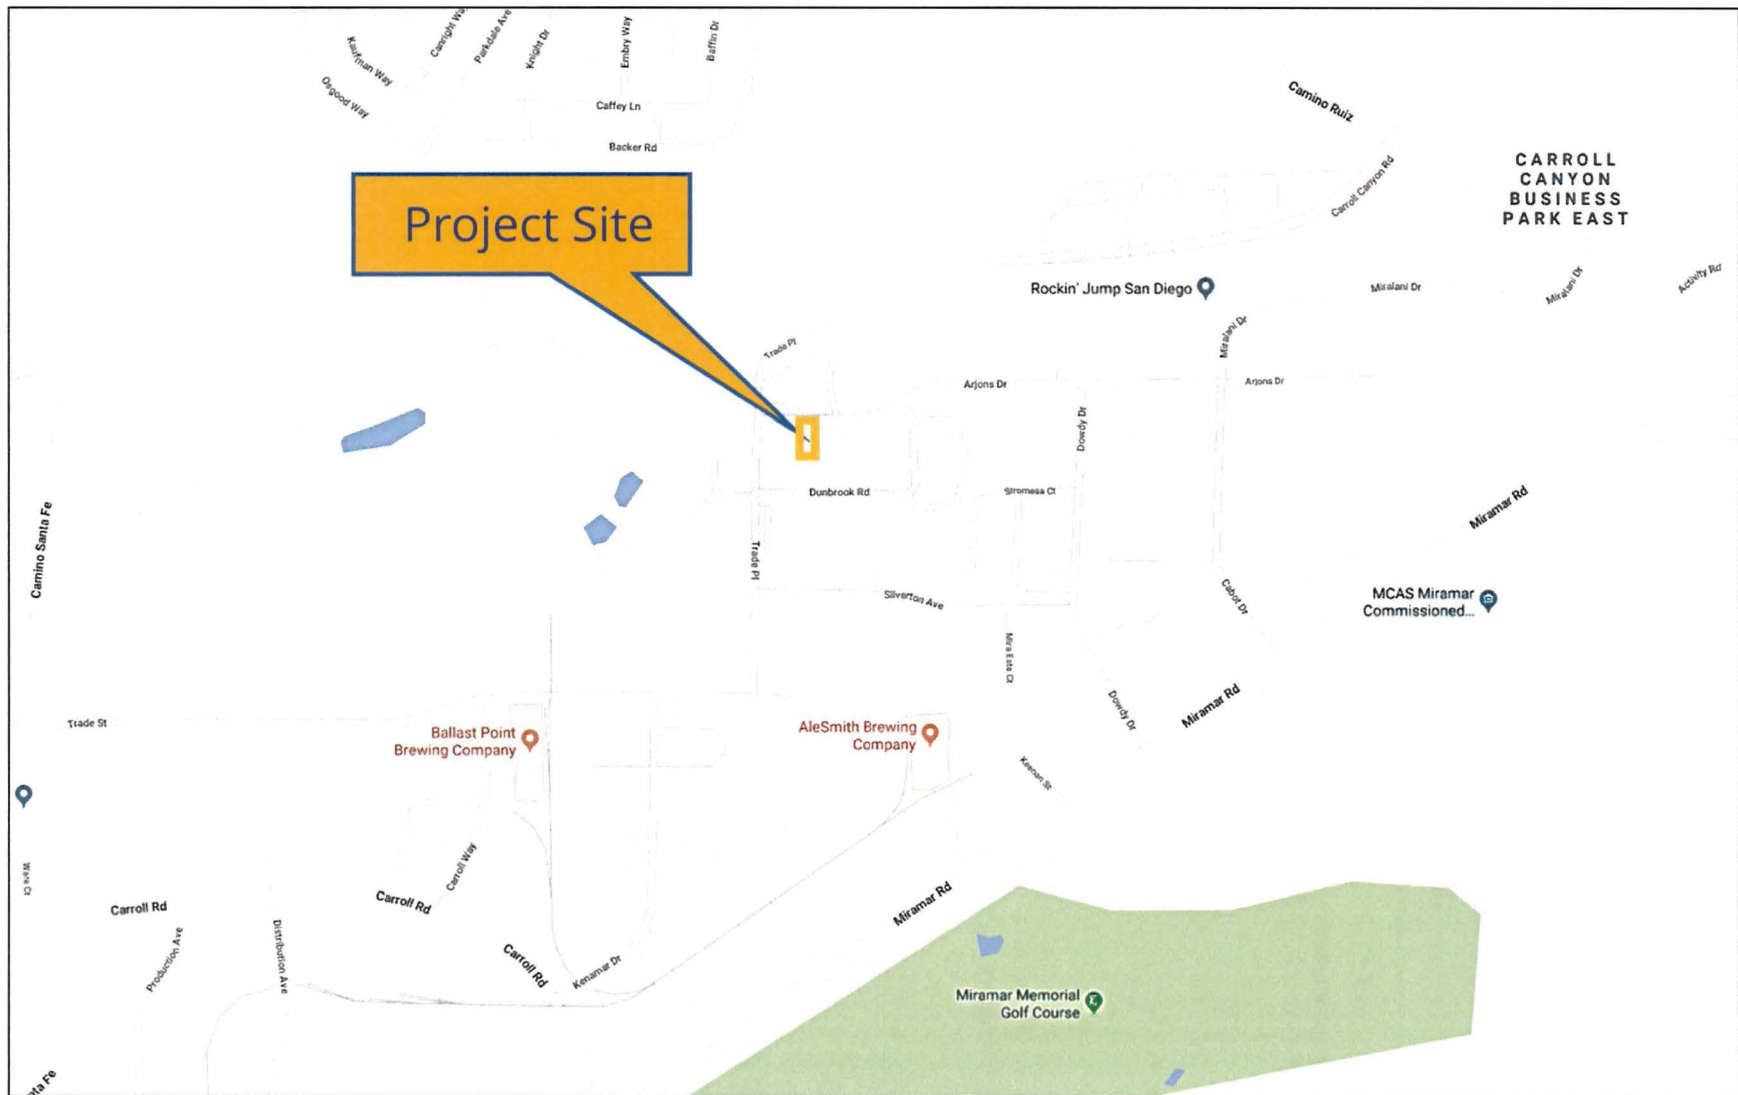 Canright Way
Parkdale Ave
Knight Dr
Embry Way
Baffin Dr
Kaufman Way
Osgood Way
Caffey Ln
Backer Rd
Camino Ruiz
Carroll Canyon Rd
CARROLL
CANYON
BUSINESS
PARK EAST
Project Site
Rockin' Jump San Diego
Miralani Dr
Miralani Dr
Activity Rd
Miralani Dr
Trade Pl
Arjons Dr
Arjons Dr
Dowdy Dr
Dunbrook Rd
Stromesa Ct
Miramar Rd
Camino Santa Fe
Trade Pl
Silverton Ave
Cabot Dr
MCAS Miramar
Commissioned...
Mira Este Ct
Dowdy Dr
Miramar Rd
Trade St
Ballast Point
Brewing Company
AleSmith Brewing
Company
Keenan St
Ware Ct
Carroll Way
Carroll Rd
Carroll Rd
Miramar Rd
Production Ave
Distribution Ave
Carroll Rd
Kenamar Dr
Miramar Memorial
Golf Course
nta Fe